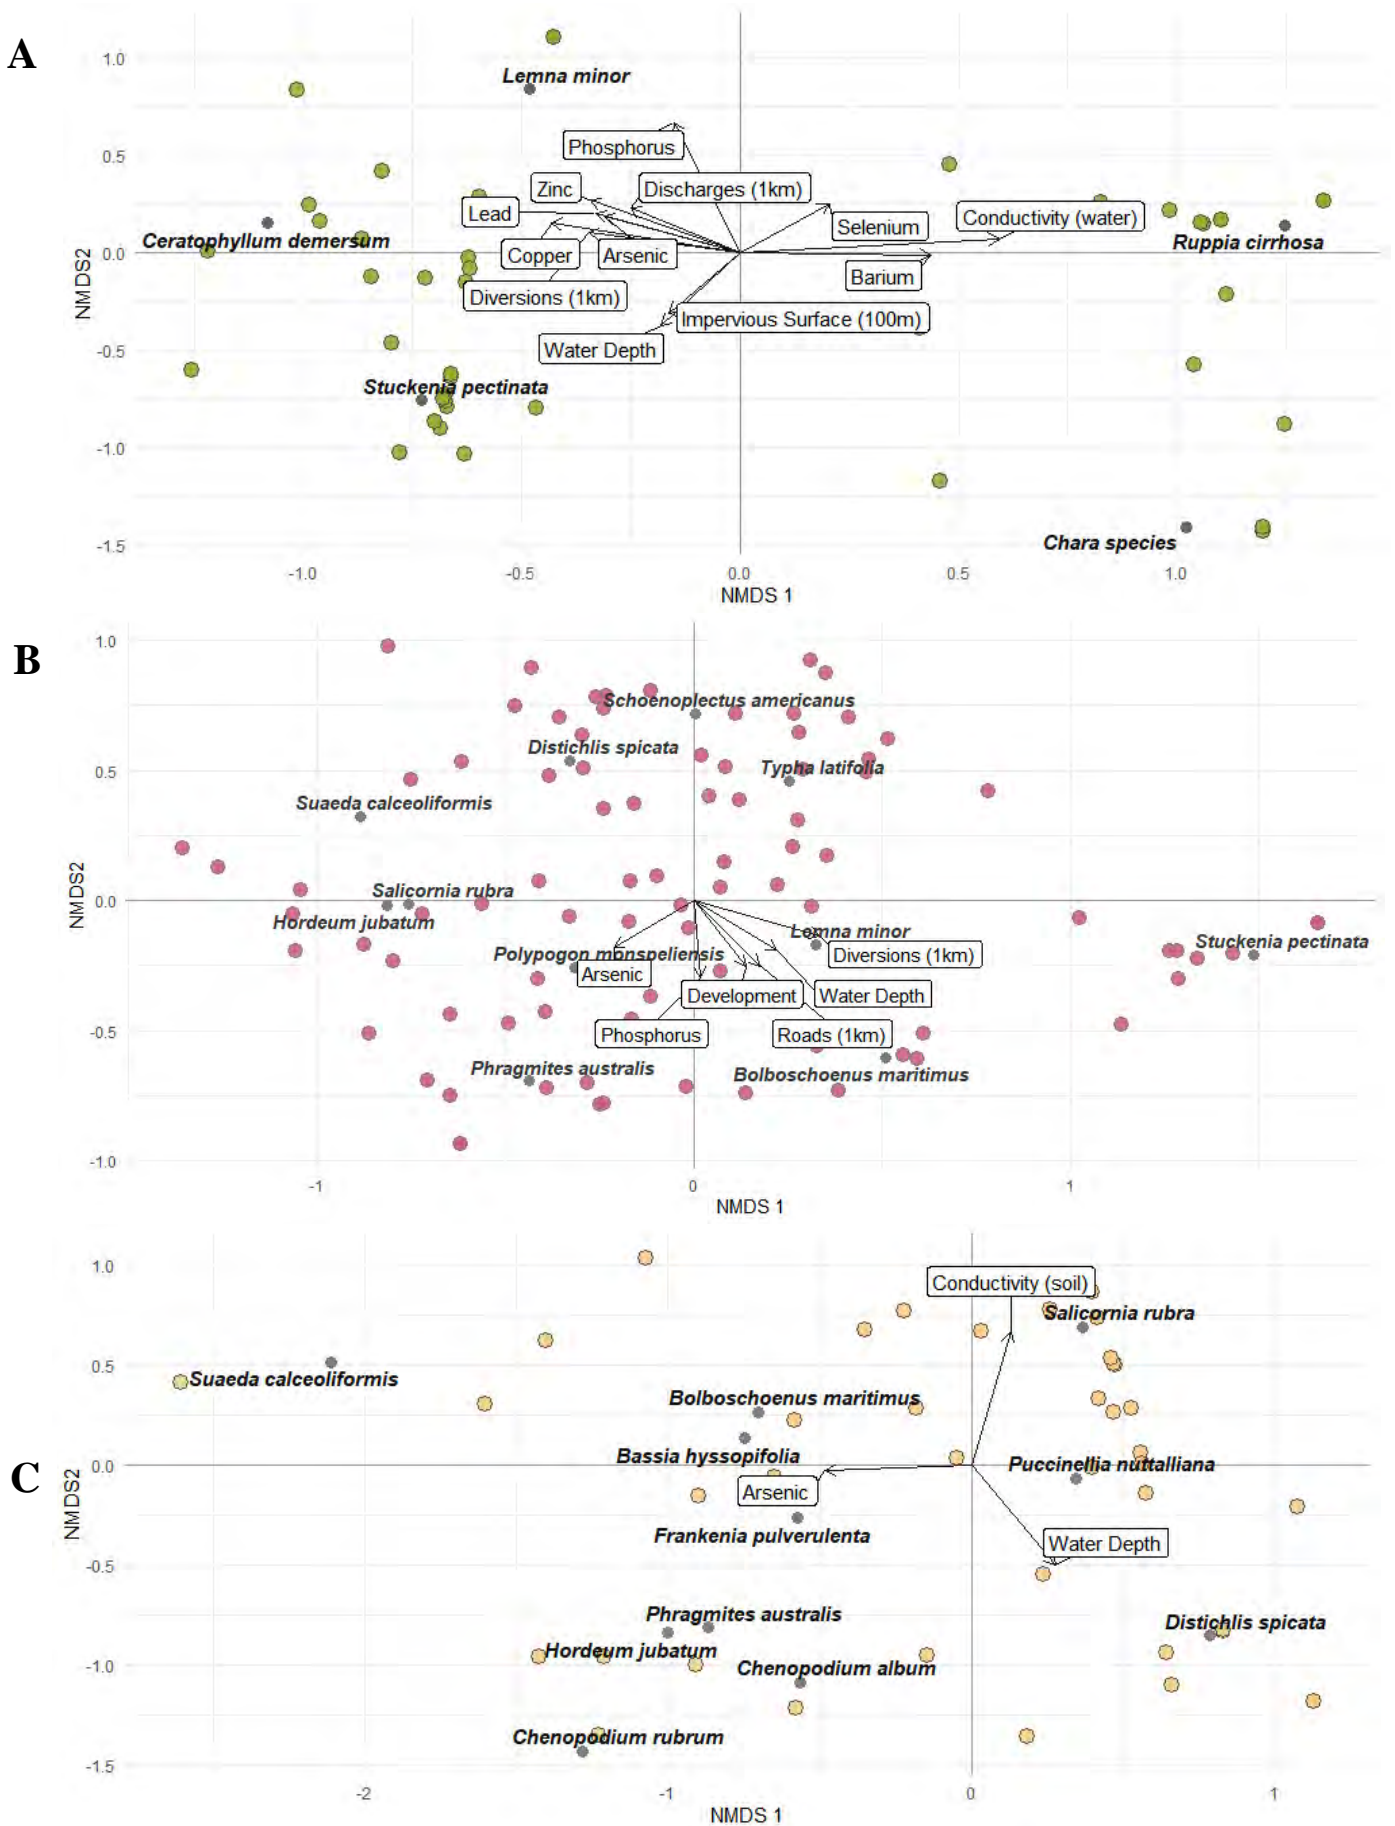 A
1.0
Lemna minor
0.5
Phosphorus
Zinc
Discharges (1km)
Lead
Selenium
Conductivity (water)
Ceratophyllum demersum
Ruppia cirrhosa
0.0
Copper
Arsenic
Barium
Diversions (1km)
Impervious Surface (100m)
Water Depth
-0.5
Stuckenia pectinata
-1.0
Chara species
-1.5
NMDS2
-1.0
-0.5
0.0
0.5
1.0
NMDS 1
B
1.0
Schoenoplectus americanus
Distichlis spicata
Typha latifolia
0.5
Suaeda calceoliformis
Salicornia rubra
0.0
Hordeum jubatum
Lemna minor
Stuckenia pectinata
Polypogon monspeliensis
Diversions (1km)
Arsenic
Development
Water Depth
-0.5
Phosphorus
Roads (1km)
Phragmites australis
Bolboschoenus maritimus
-1.0
NMDS2
-1
0
1
NMDS 1
C
1.0
Conductivity (soil)
Salicornia rubra
0.5
Suaeda calceoliformis
Bolboschoenus maritimus
Bassia hyssopifolia
Puccinellia nuttalliana
0.0
Arsenic
Frankenia pulverulenta
Water Depth
-0.5
Phragmites australis
Distichlis spicata
Hordeum jubatum
-1.0
Chenopodium album
Chenopodium rubrum
-1.5
NMDS2
-2
-1
0
1
NMDS 1